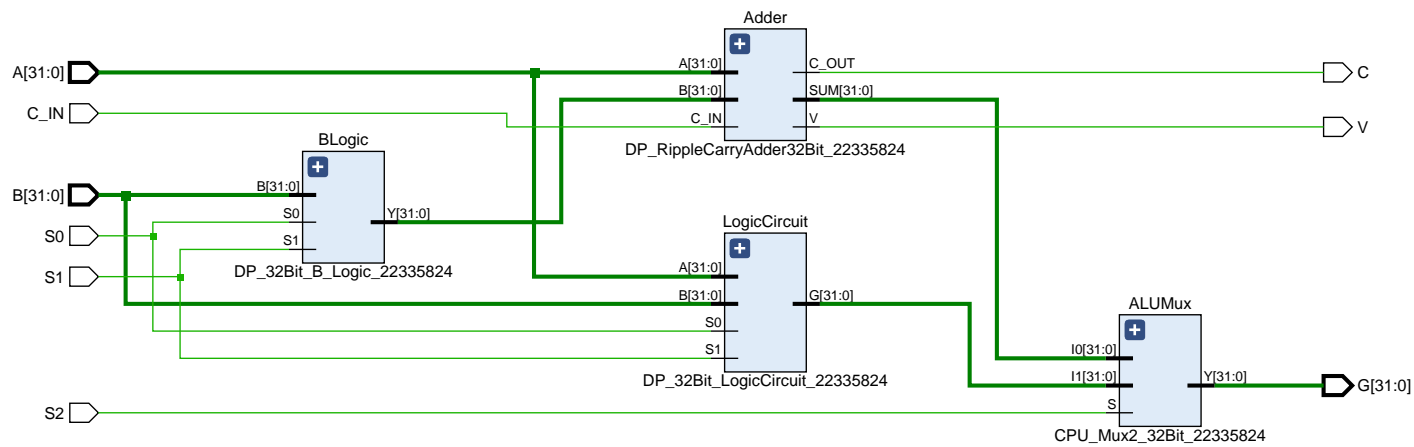 Adder
A[31:0]
A[31:0]
C_OUT
C
B[31:0]
SUM[31:0]
C_IN
C_IN
V
V
DP_RippleCarryAdder32Bit_22335824
BLogic
B[31:0]
B[31:0]
S0
Y[31:0]
S0
S1
DP_32Bit_B_Logic_22335824
S1
LogicCircuit
A[31:0]
B[31:0]
G[31:0]
S0
S1
DP_32Bit_LogicCircuit_22335824
ALUMux
I0[31:0]
I1[31:0]
Y[31:0]
G[31:0]
S2
S
CPU_Mux2_32Bit_22335824